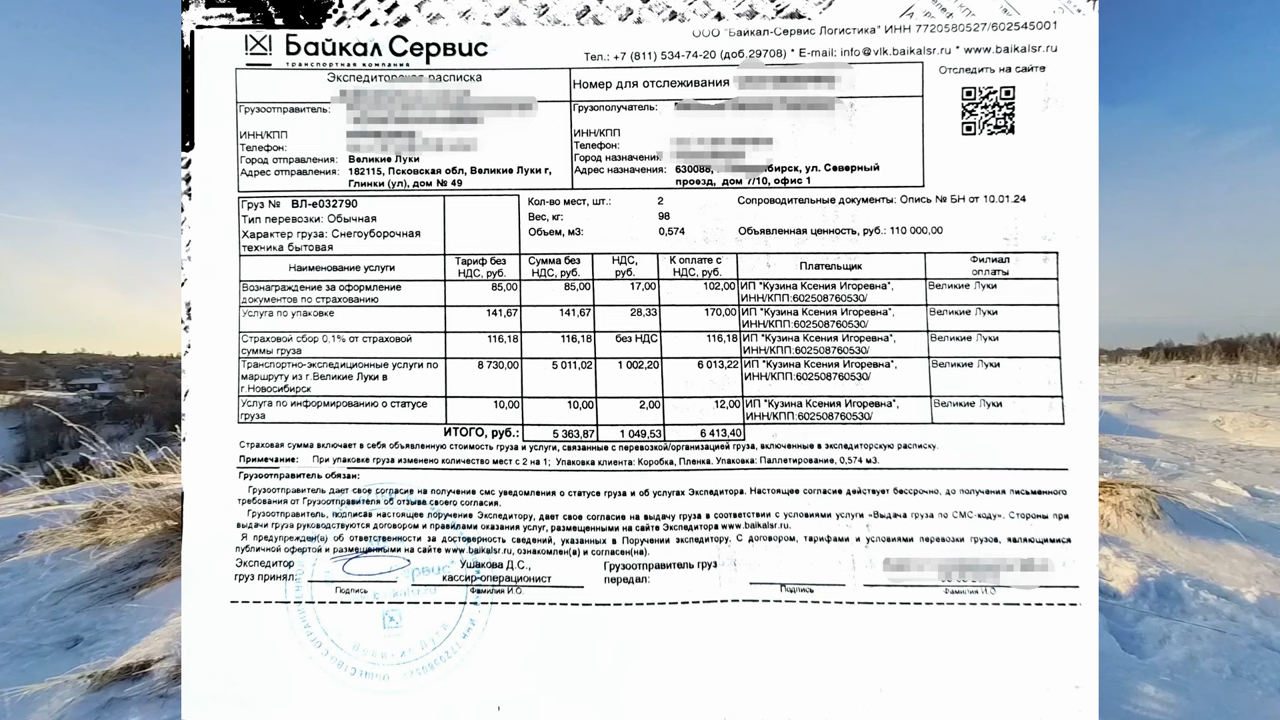 ООО "Байкал-Сервис Логистика" ИНН 7720580527/602545001
Байкал Сервис
транспортная компания
Тел.: +7 (811) 534-74-20 (доб.29708) * E-mail: info@vlk.baikalsr.ru * www.baikalsr.ru
Экспедиторская расписка
Номер для отслеживания
Отследить на сайте
Грузоотправитель:
Грузополучатель:
ИНН/КПП
ИНН/КПП
Телефон:
Телефон:
Город отправления: Великие Луки
Город назначения:
Адрес отправления: 182115, Псковская обл, Великие Луки г,
Глинки (ул), дом № 49
Адрес назначения: 630088, ул. Северный
проезд, дом 7/10, офис 1
Груз № ВЛ-е032790
Тип перевозки: Обычная
Характер груза: Снегоуборочная
техника бытовая
Кол-во мест, шт.: 2
Вес, кг: 98
Объем, м3: 0,574
Сопроводительные документы: Опись № БН от 10.01.24
Объявленная ценность, руб.: 110 000,00
Наименование услуги Тариф без НДС, руб. Сумма без НДС, руб. НДС, руб. К оплате с НДС, руб. Плательщик Филиал оплаты
Вознаграждение за оформление 85,00 85,00 17,00 102,00 ИП "Кузина Ксения Игоревна", Великие Луки
документов по страхованию ИНН/КПП:602508760530/
Услуга по упаковке 141,67 141,67 28,33 170,00 ИП "Кузина Ксения Игоревна", Великие Луки
ИНН/КПП:602508760530/
Страховой сбор 0,1% от страховой 116,18 116,18 без НДС 116,18 ИП "Кузина Ксения Игоревна", Великие Луки
суммы груза ИНН/КПП:602508760530/
Транспортно-экспедиционные услуги по 8 730,00 5 011,02 1 002,20 6 013,22 ИП "Кузина Ксения Игоревна", Великие Луки
маршруту из г.Великие Луки в ИНН/КПП:602508760530/
г.Новосибирск
Услуга по информированию о статусе 10,00 10,00 2,00 12,00 ИП "Кузина Ксения Игоревна", Великие Луки
груза ИНН/КПП:602508760530/
ИТОГО, руб.: 5 363,87 1 049,53 6 413,40
Страховая сумма включает в себя объявленную стоимость груза и услуги, связанные с перевозкой/организацией груза, включенные в экспедиторскую расписку.
Примечание: При упаковке груза изменено количество мест с 2 на 1; Упаковка клиента: Коробка, Пленка. Упаковка: Паллетирование, 0,574 м3.
Грузоотправитель обязан:
Грузоотправитель дает свое согласие на получение смс уведомления о статусе груза и об услугах Экспедитора. Настоящее согласие действует бессрочно, до получения письменного
требования от Грузоотправителя об отзыва своего согласия.
Грузоотправитель, подписав настоящее поручение Экспедитору, дает свое согласие на выдачу груза в соответствии с условиями услуги «Выдача груза по СМС-коду». Стороны при
выдачи груза руководствуются договором и правилами оказания услуг, размещенными на сайте Экспедитора www.baikalsr.ru.
Я предупрежден(а) об ответственности за достоверность сведений, указанных в Поручении экспедитору. С договором, тарифами и условиями перевозки грузов, являющимися
публичной офертой и размещенными на сайте www.baikalsr.ru, ознакомлен(а) и согласен(на).
Экспедитор
груз принял:
Ушакова Д.С.,
кассир-операционист
Грузоотправитель груз
передал:
Подпись Фамилия И.О. Подпись Фамилия И.О
baikalsr.ru